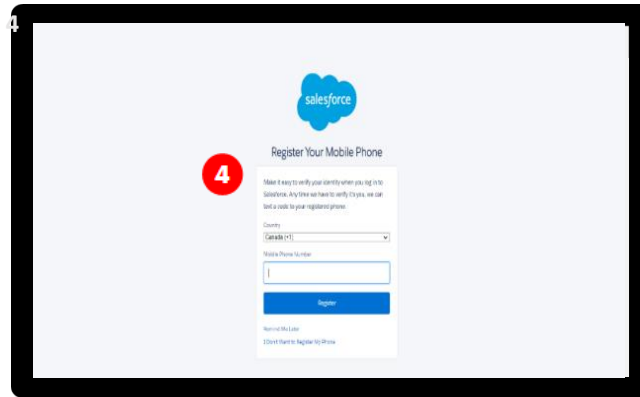 4
salesforce
Register Your Mobile Phone
4
Make it easy to verify your identity when you log in to
Salesforce. Any time we have to verify it's you, we can
text a code to your registered phone.
Country
Canada (+1)
Mobile Phone Number
Register
Remind Me Later
I Don't Want to Register My Phone